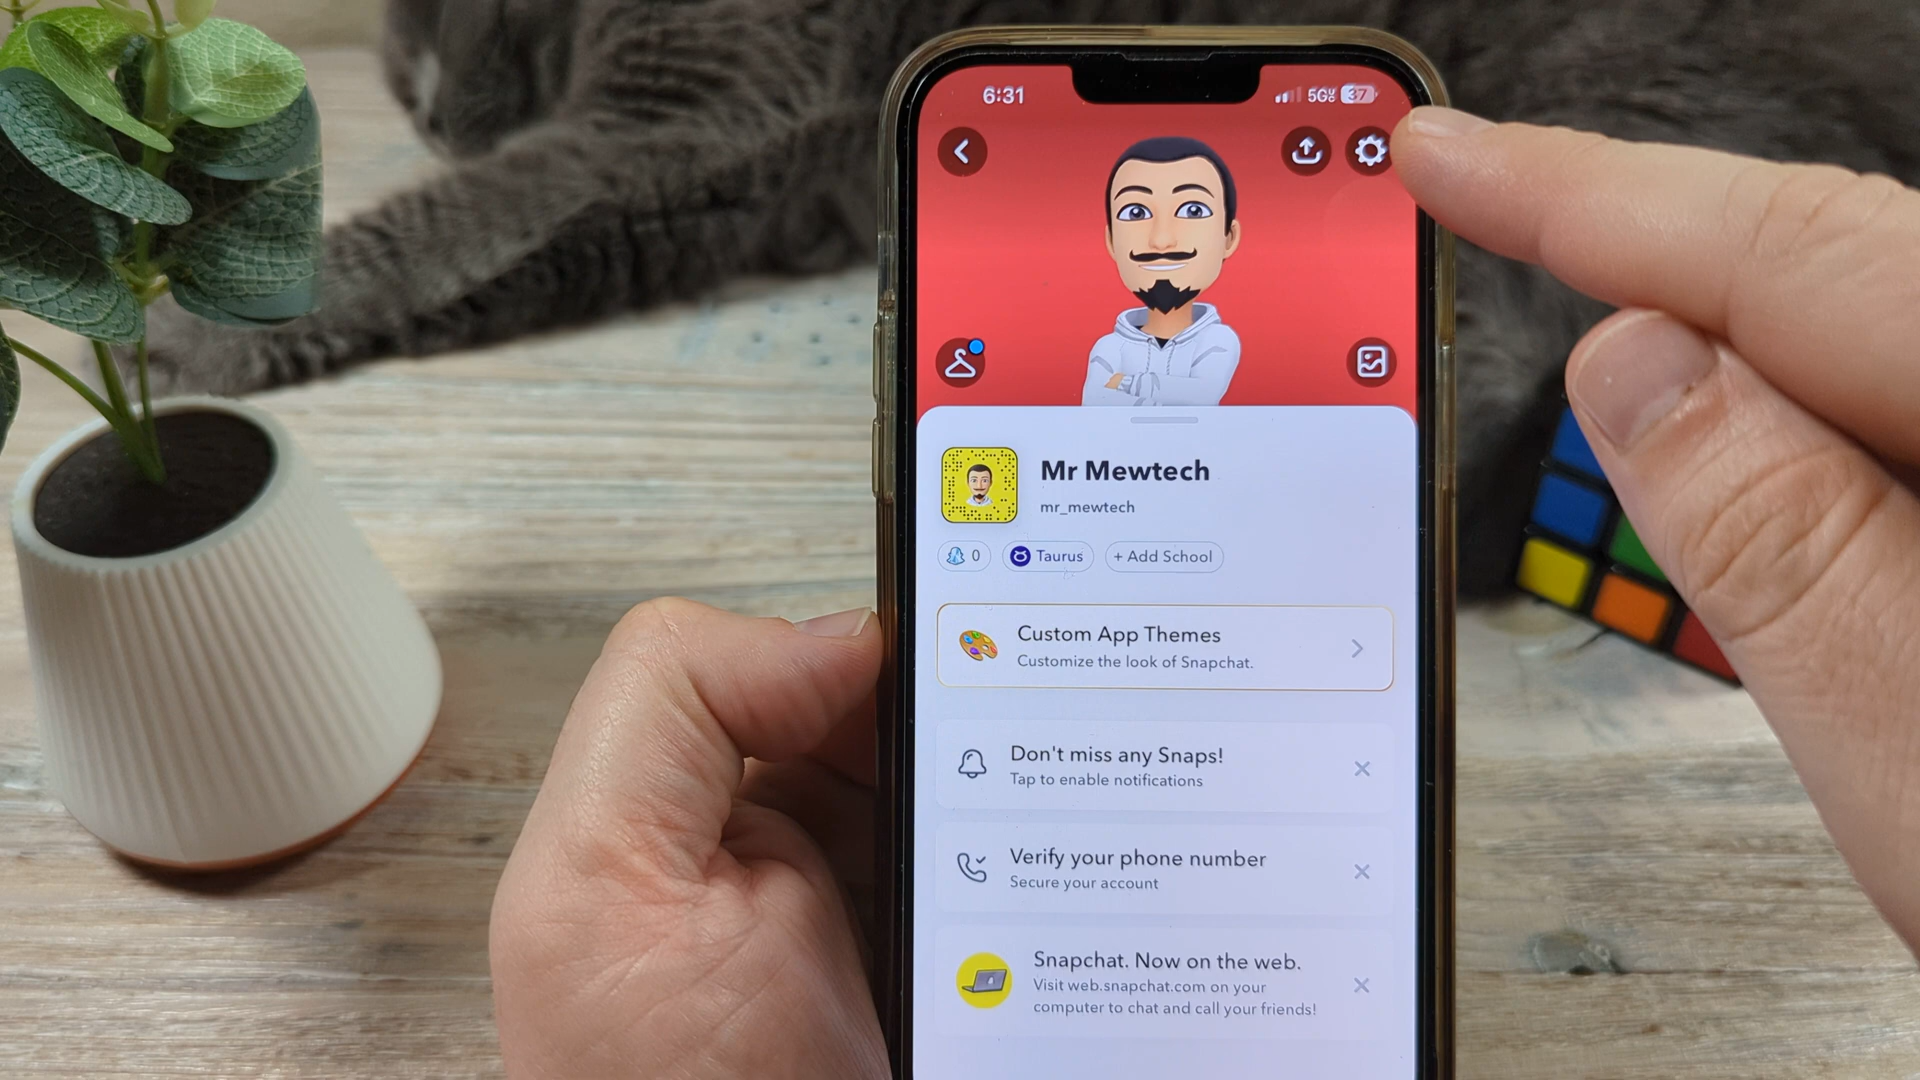 6:31
5G 37
Mr Mewtech
mr_mewtech
0
Taurus
+ Add School
Custom App Themes
Customize the look of Snapchat.
Don't miss any Snaps!
Tap to enable notifications
Verify your phone number
Secure your account
Snapchat. Now on the web.
Visit web.snapchat.com on your
computer to chat and call your friends!